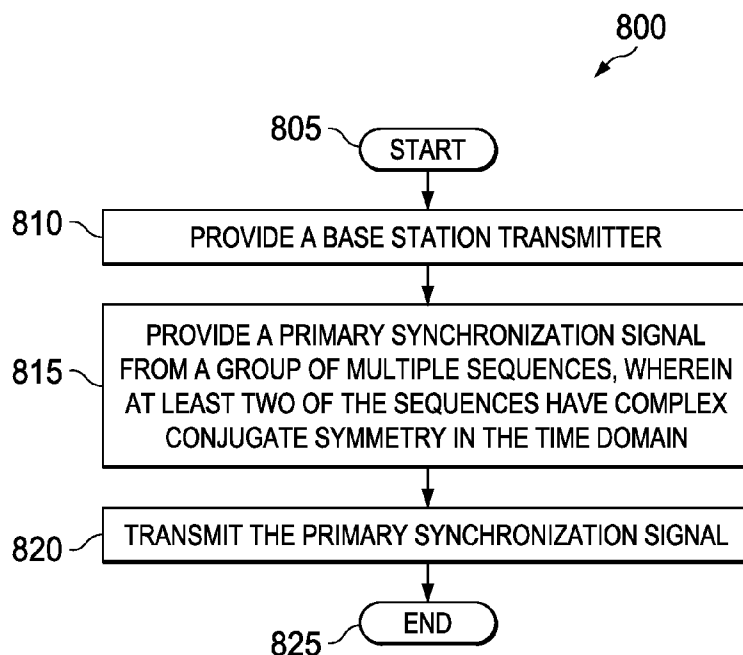 800
805
START
810
PROVIDE A BASE STATION TRANSMITTER
815
PROVIDE A PRIMARY SYNCHRONIZATION SIGNAL
FROM A GROUP OF MULTIPLE SEQUENCES, WHEREIN
AT LEAST TWO OF THE SEQUENCES HAVE COMPLEX
CONJUGATE SYMMETRY IN THE TIME DOMAIN
820
TRANSMIT THE PRIMARY SYNCHRONIZATION SIGNAL
825
END